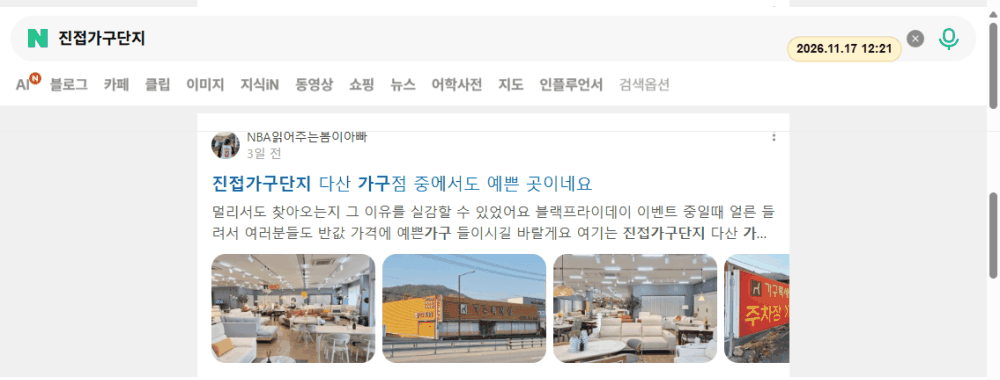 진접가구단지
2026.11.17 12:21
AI N 블로그 카페 클립 이미지 지식iN 동영상 쇼핑 뉴스 어학사전 지도 인플루언서 검색옵션
NBA읽어주는봄이아빠
3일 전
진접가구단지 다산 가구점 중에서도 예쁜 곳이네요
멀리서도 찾아오는지 그 이유를 실감할 수 있었어요 블랙프라이데이 이벤트 중일때 얼른 들
려서 여러분들도 반값 가격에 예쁜가구 들이시길 바랄게요 여기는 진접가구단지 다산 가...
주차장